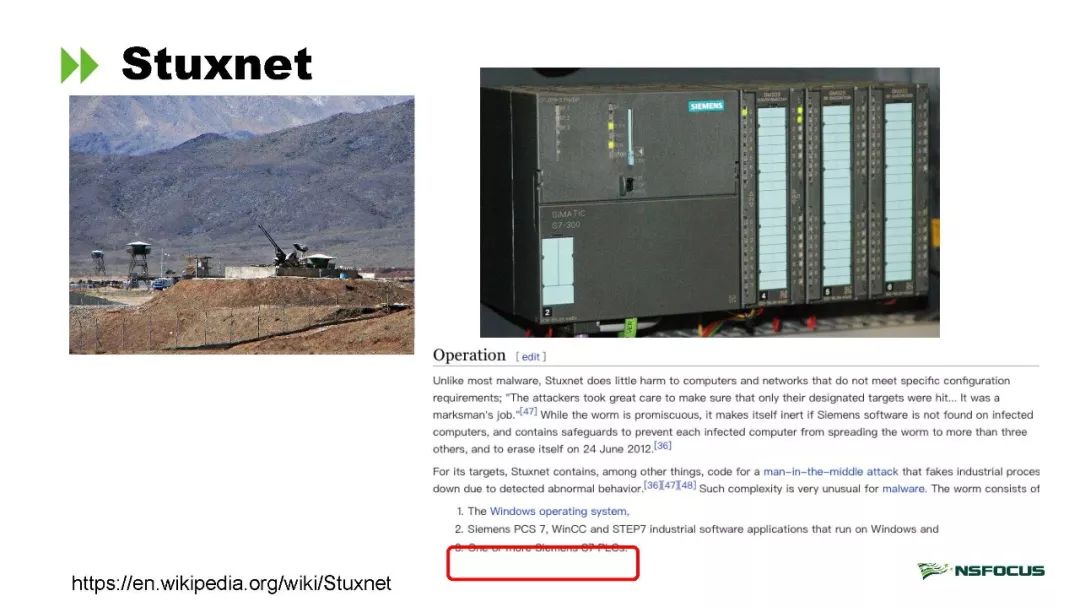 Stuxnet
SIEMENS
SIMATIC
S7-300
2
4
5
6
Operation [ edit ]
Unlike most malware, Stuxnet does little harm to computers and networks that do not meet specific configuration
requirements; "The attackers took great care to make sure that only their designated targets were hit... It was a
marksman's job."[47] While the worm is promiscuous, it makes itself inert if Siemens software is not found on infected
computers, and contains safeguards to prevent each infected computer from spreading the worm to more than three
others, and to erase itself on 24 June 2012.[36]
For its targets, Stuxnet contains, among other things, code for a man-in-the-middle attack that fakes industrial proces
down due to detected abnormal behavior.[36][47][48] Such complexity is very unusual for malware. The worm consists of
1. The Windows operating system,
2. Siemens PCS 7, WinCC and STEP7 industrial software applications that run on Windows and
3. One or more Siemens S7 PLCs.
https://en.wikipedia.org/wiki/Stuxnet
NSFOCUS